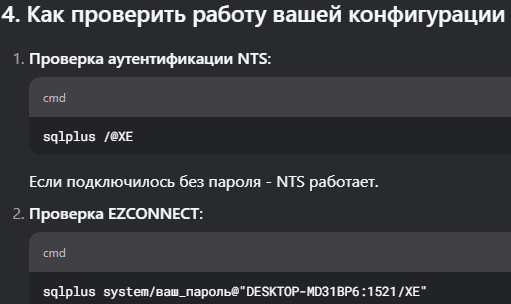 4. Как проверить работу вашей конфигурации
1. Проверка аутентификации NTS:
cmd
sqlplus /@XE
Если подключилось без пароля - NTS работает.
2. Проверка EZCONNECT:
cmd
sqlplus system/ваш_пароль@"DESKTOP-MD31BP6:1521/XE"